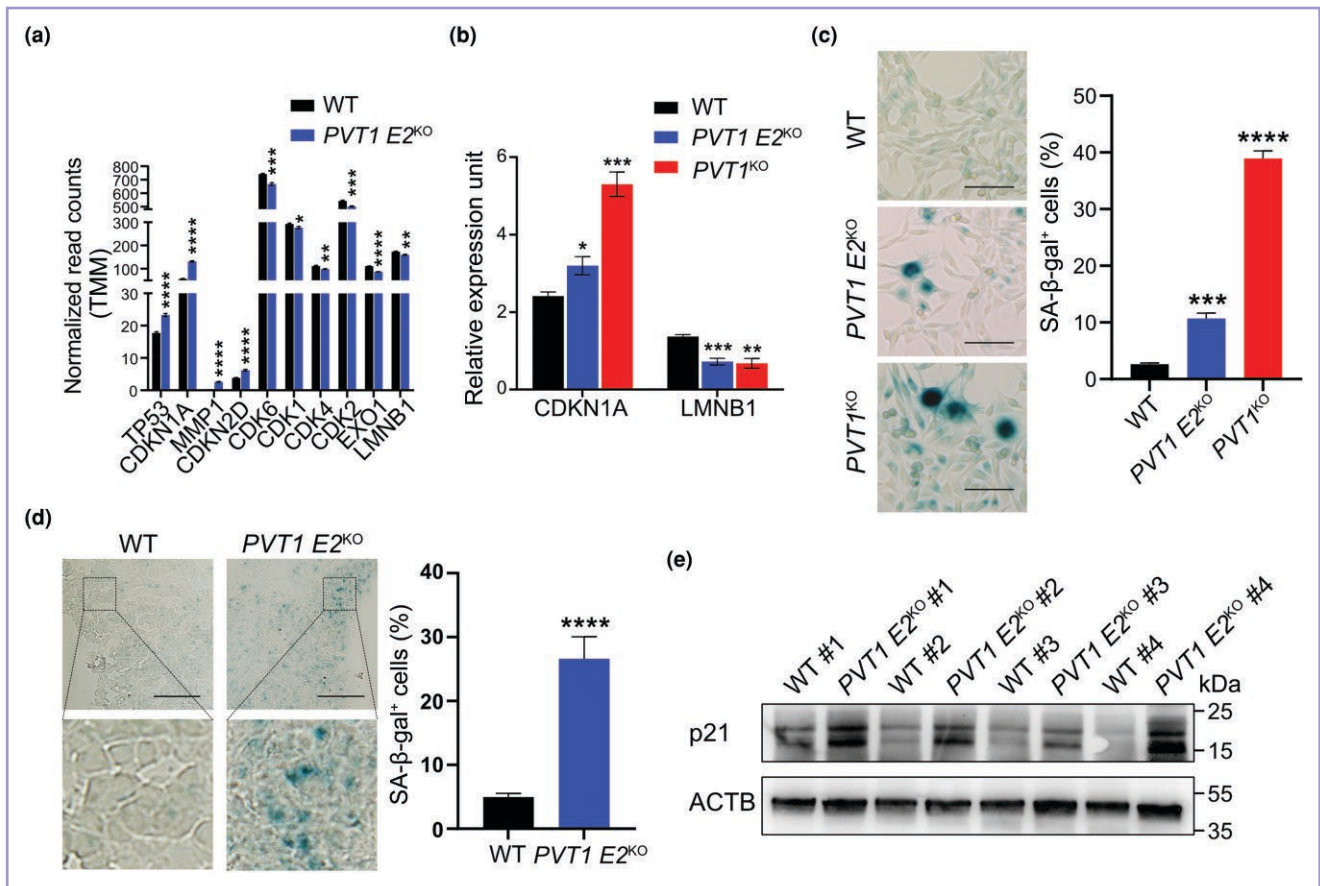 (a)
WT
PVT1 E2KO
Normalized read counts
(TMM)
800
700
600
500
300
200
100
30
20
10
0
****
****
****
****
***
*
**
***
****
**
TP53
CDKN1A
MMP1
CDKN2D
CDK6
CDK1
CDK4
CDK2
EXO1
LMNB1
(b)
WT
PVT1 E2KO
PVT1KO
Relative expression unit
6
4
2
0
*
***
***
**
CDKN1A
LMNB1
(c)
WT
PVT1 E2KO
PVT1KO
SA-β-gal+ cells (%)
50
40
30
20
10
0
***
****
WT
PVT1 E2KO
PVT1KO
(d)
WT
PVT1 E2KO
SA-β-gal+ cells (%)
40
30
20
10
0
****
WT
PVT1 E2KO
(e)
WT #1
PVT1 E2KO #1
WT #2
PVT1 E2KO #2
WT #3
PVT1 E2KO #3
WT #4
PVT1 E2KO #4
kDa
p21
25
15
ACTB
55
35